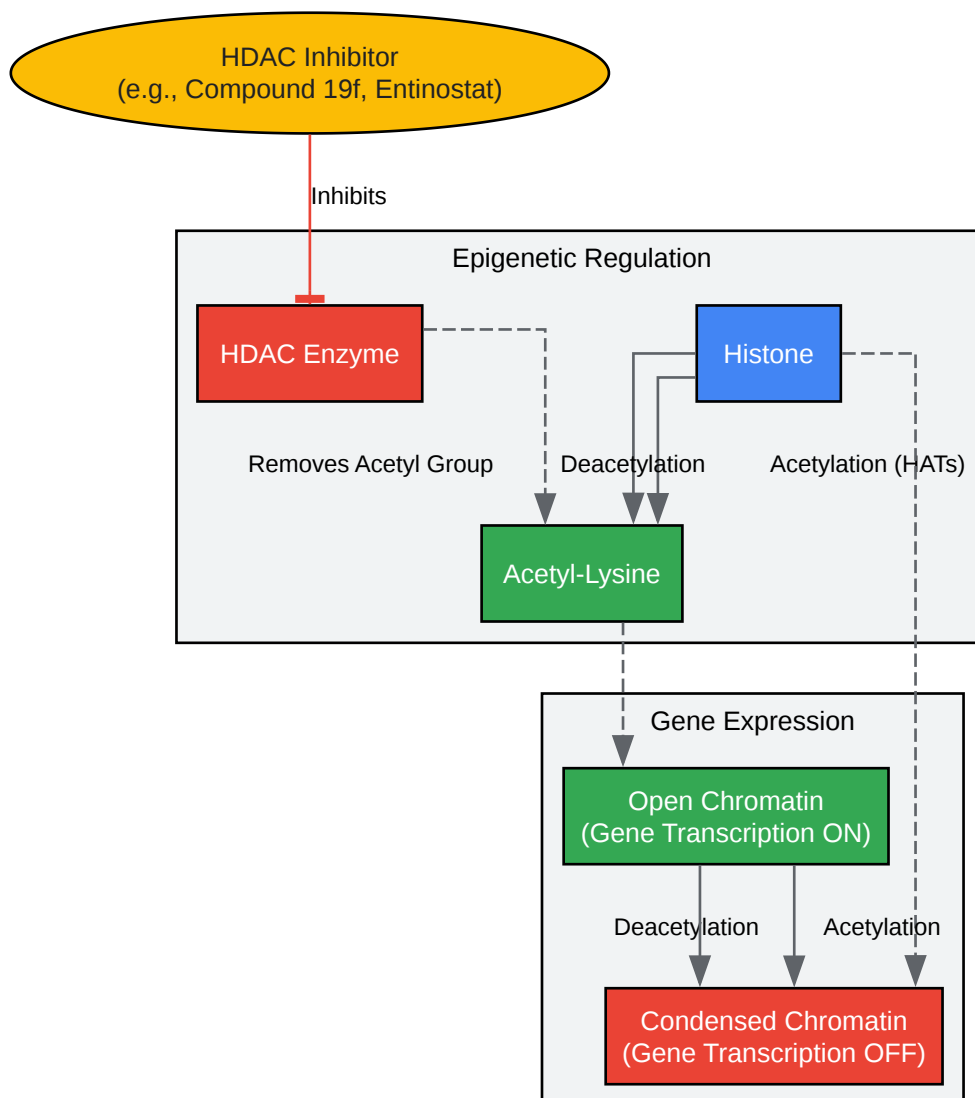 HDAC Inhibitor
(e.g., Compound 19f, Entinostat)
Inhibits
Epigenetic Regulation
HDAC Enzyme
Histone
Removes Acetyl Group
Deacetylation
Acetylation (HATs)
Acetyl-Lysine
Gene Expression
Open Chromatin
(Gene Transcription ON)
Deacetylation
Acetylation
Condensed Chromatin
(Gene Transcription OFF)